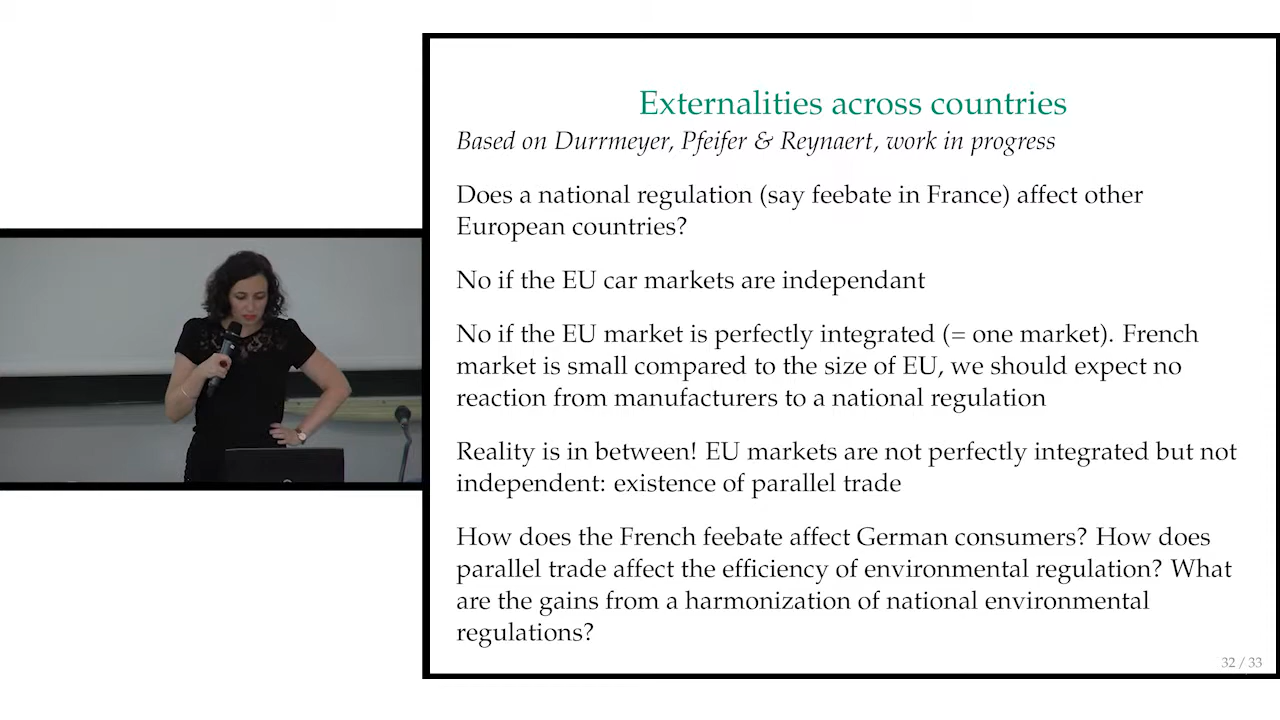 Externalities across countries
Based on Durrmeyer, Pfeifer & Reynaert, work in progress
Does a national regulation (say feebate in France) affect other
European countries?
No if the EU car markets are independant
No if the EU market is perfectly integrated (= one market). French
market is small compared to the size of EU, we should expect no
reaction from manufacturers to a national regulation
Reality is in between! EU markets are not perfectly integrated but not
independent: existence of parallel trade
How does the French feebate affect German consumers? How does
parallel trade affect the efficiency of environmental regulation? What
are the gains from a harmonization of national environmental
regulations?
32 / 33